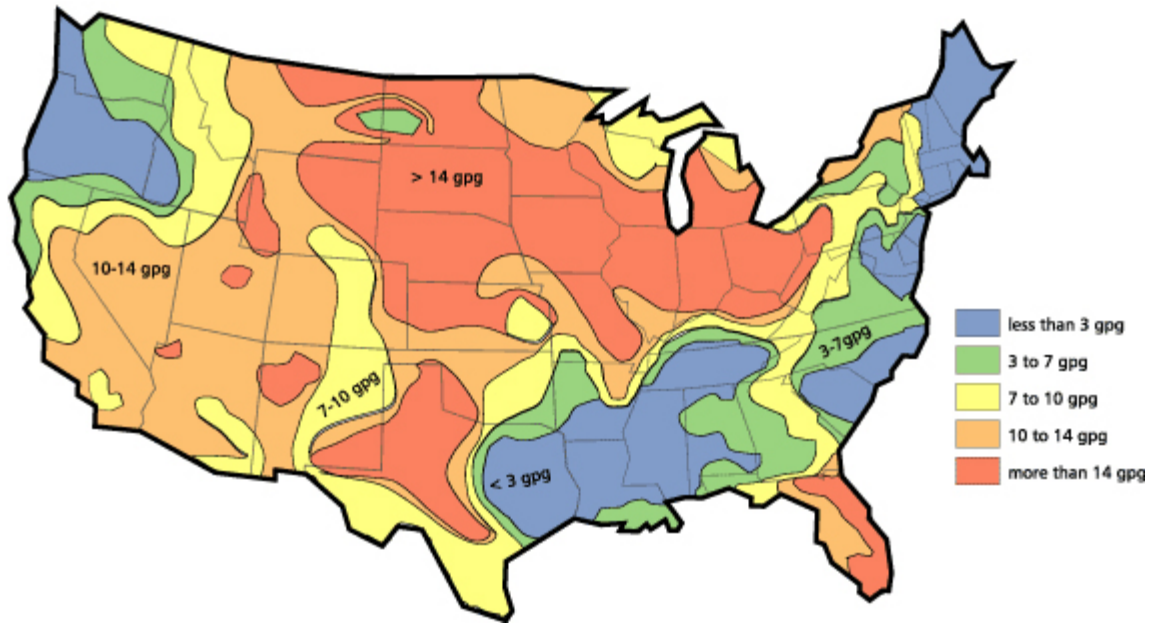 > 14 gpg
10-14 gpg
3-7gpg
7-10 gpg
< 3 gpg
less than 3 gpg
3 to 7 gpg
7 to 10 gpg
10 to 14 gpg
more than 14 gpg